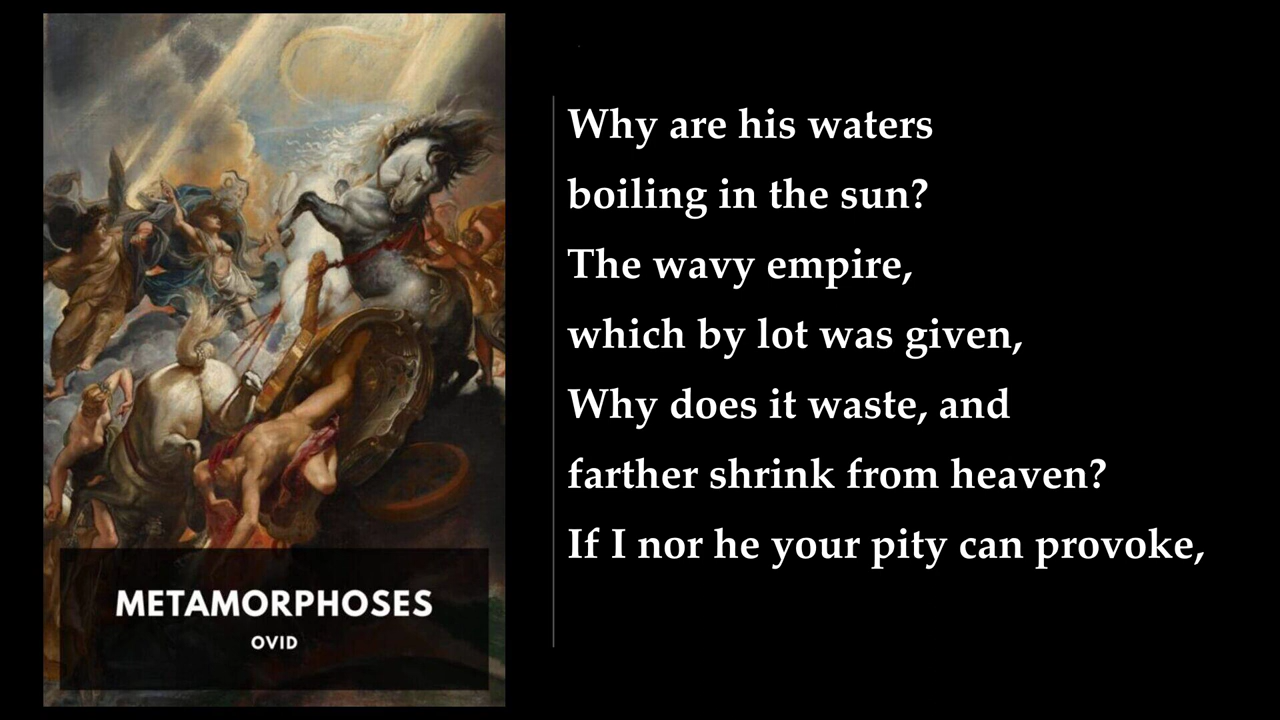 METAMORPHOSES
OVID
Why are his waters
boiling in the sun?
The wavy empire,
which by lot was given,
Why does it waste, and
farther shrink from heaven?
If I nor he your pity can provoke,